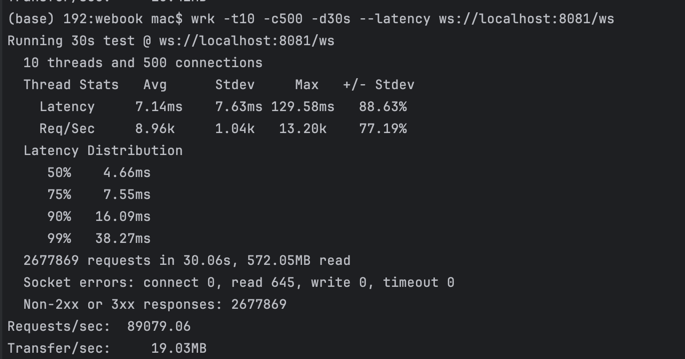 (base) 192:webook mac$ wrk -t10 -c500 -d30s --latency ws://localhost:8081/ws
Running 30s test @ ws://localhost:8081/ws
10 threads and 500 connections
Thread Stats Avg Stdev Max +/- Stdev
Latency 7.14ms 7.63ms 129.58ms 88.63%
Req/Sec 8.96k 1.04k 13.20k 77.19%
Latency Distribution
50% 4.66ms
75% 7.55ms
90% 16.09ms
99% 38.27ms
2677869 requests in 30.06s, 572.05MB read
Socket errors: connect 0, read 645, write 0, timeout 0
Non-2xx or 3xx responses: 2677869
Requests/sec: 89079.06
Transfer/sec: 19.03MB